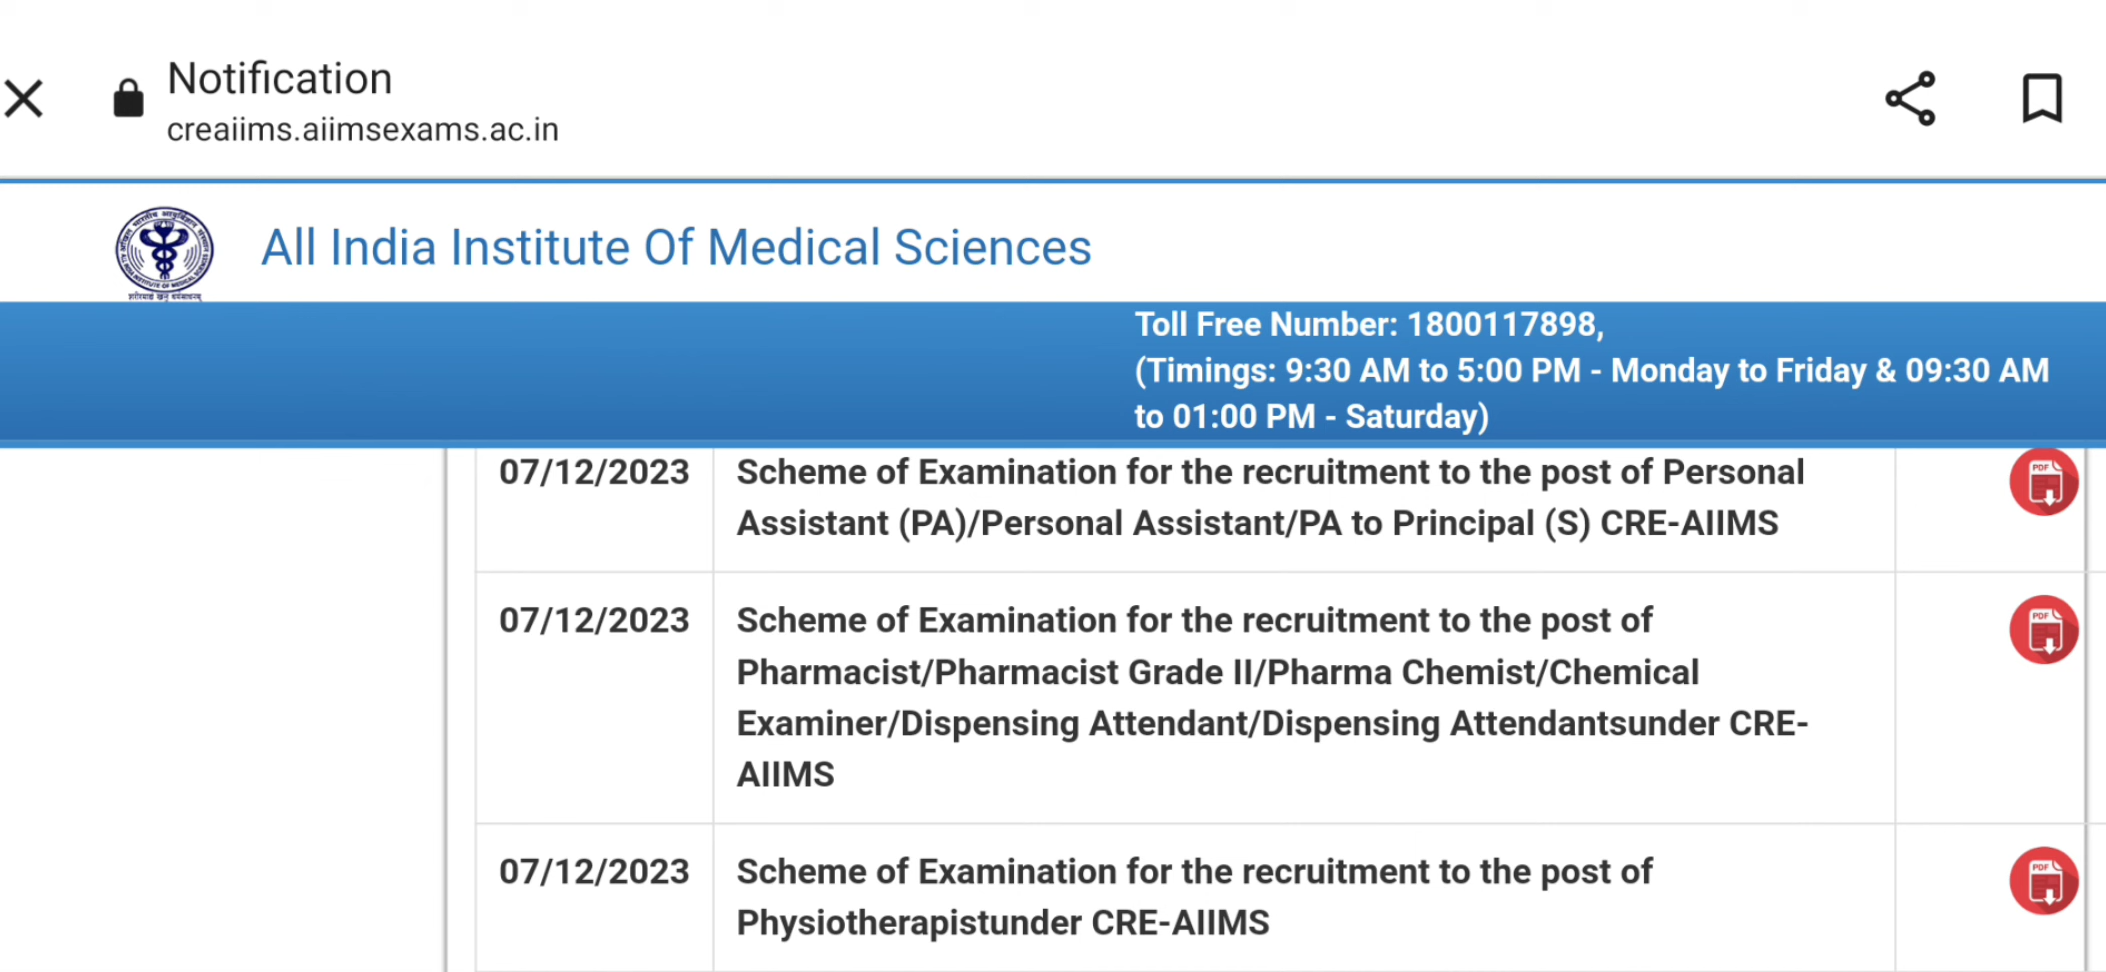 Notification
creaiims.aiimsexams.ac.in
All India Institute Of Medical Sciences
Toll Free Number: 1800117898,
(Timings: 9:30 AM to 5:00 PM - Monday to Friday & 09:30 AM
to 01:00 PM - Saturday)
07/12/2023
Scheme of Examination for the recruitment to the post of Personal
Assistant (PA)/Personal Assistant/PA to Principal (S) CRE-AIIMS
PDF
07/12/2023
Scheme of Examination for the recruitment to the post of
Pharmacist/Pharmacist Grade II/Pharma Chemist/Chemical
Examiner/Dispensing Attendant/Dispensing Attendantsunder CRE-
AIIMS
PDF
07/12/2023
Scheme of Examination for the recruitment to the post of
Physiotherapistunder CRE-AIIMS
PDF